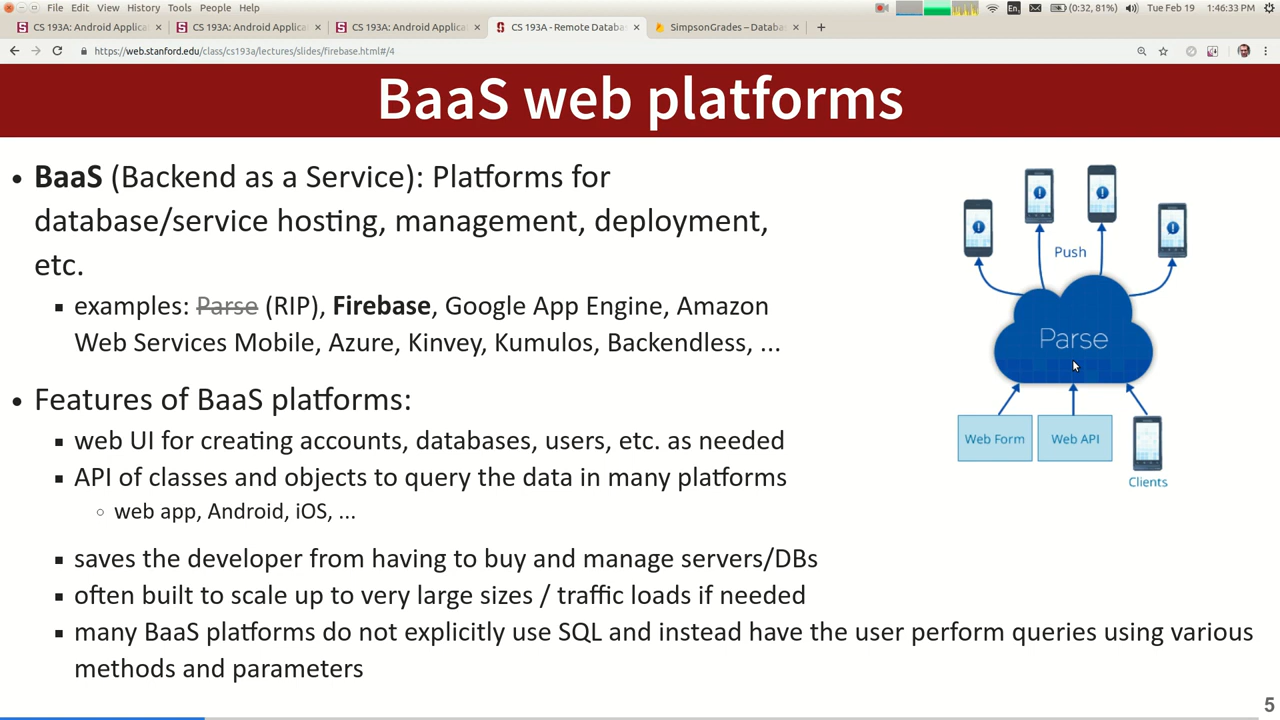 File Edit View History Tools People Help
En
(0:32, 81%)
Tue Feb 19 1:46:33 PM
CS 193A: Android Applica
CS 193A: Android Applica
CS 193A: Android Applica
CS 193A - Remote Databa
SimpsonGrades – Databa
https://web.stanford.edu/class/cs193a/lectures/slides/firebase.html#/4
BaaS web platforms
• BaaS (Backend as a Service): Platforms for
database/service hosting, management, deployment,
etc.
▪ examples: Parse (RIP), Firebase, Google App Engine, Amazon
Web Services Mobile, Azure, Kinvey, Kumulos, Backendless, ...
• Features of BaaS platforms:
▪ web UI for creating accounts, databases, users, etc. as needed
▪ API of classes and objects to query the data in many platforms
○ web app, Android, iOS, ...
▪ saves the developer from having to buy and manage servers/DBs
▪ often built to scale up to very large sizes / traffic loads if needed
▪ many BaaS platforms do not explicitly use SQL and instead have the user perform queries using various
methods and parameters
Push
Parse
Web Form
Web API
Clients
5